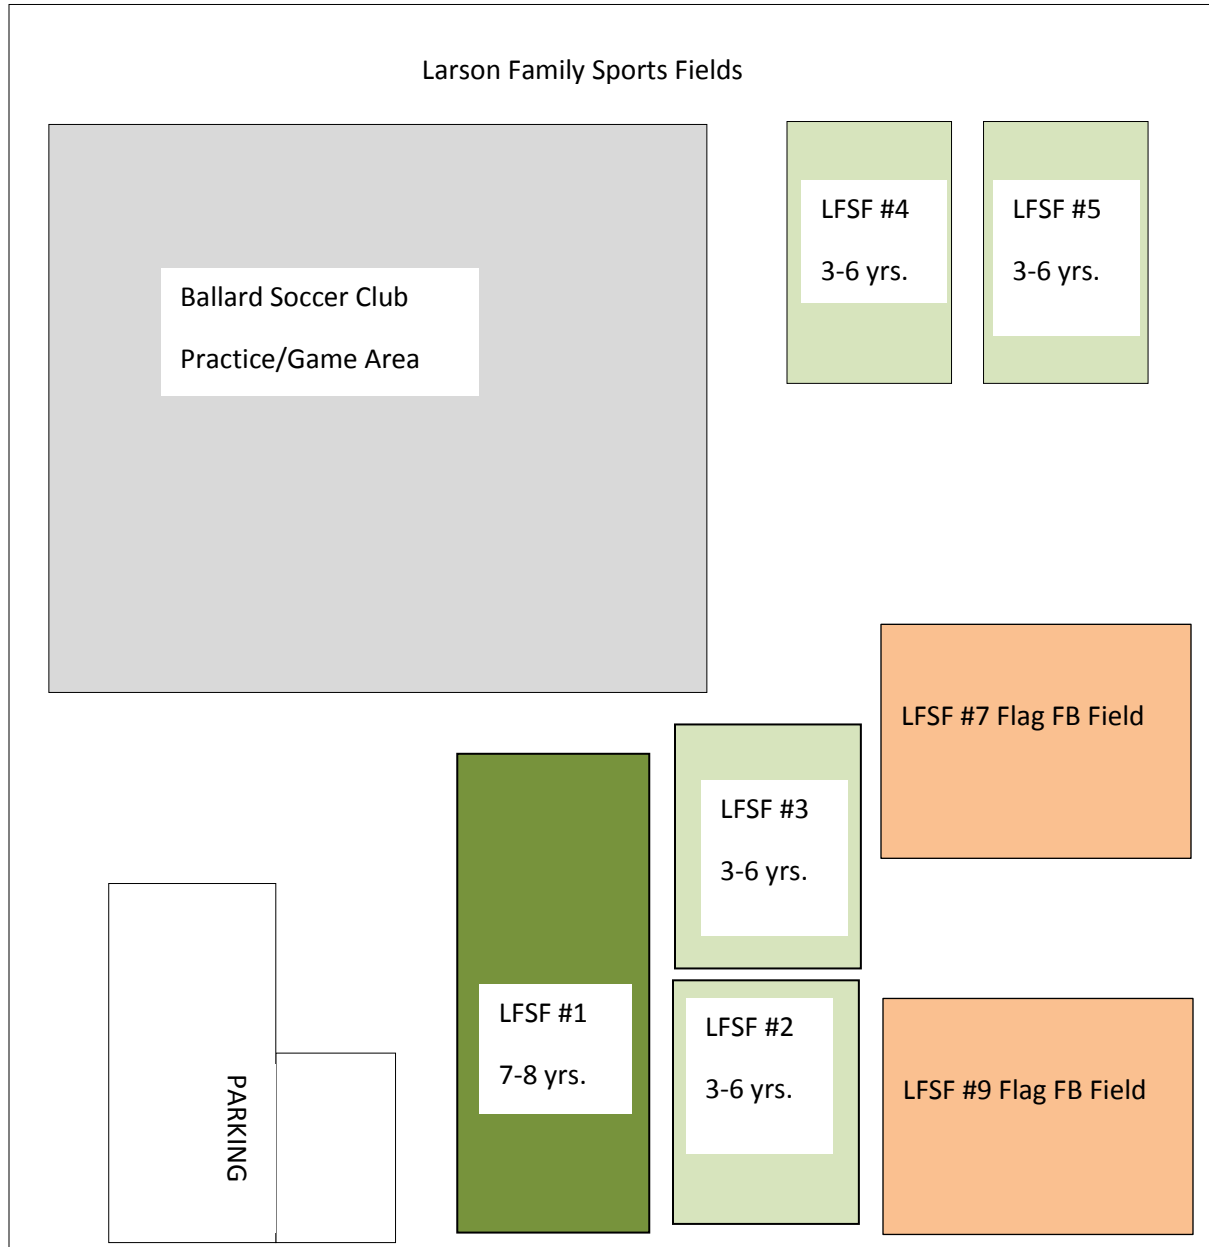 Larson Family Sports Fields
LFSF #4
3-6 yrs.
LFSF #5
3-6 yrs.
Ballard Soccer Club
Practice/Game Area
LFSF #7 Flag FB Field
LFSF #3
3-6 yrs.
LFSF #1
7-8 yrs.
LFSF #2
3-6 yrs.
LFSF #9 Flag FB Field
PARKING